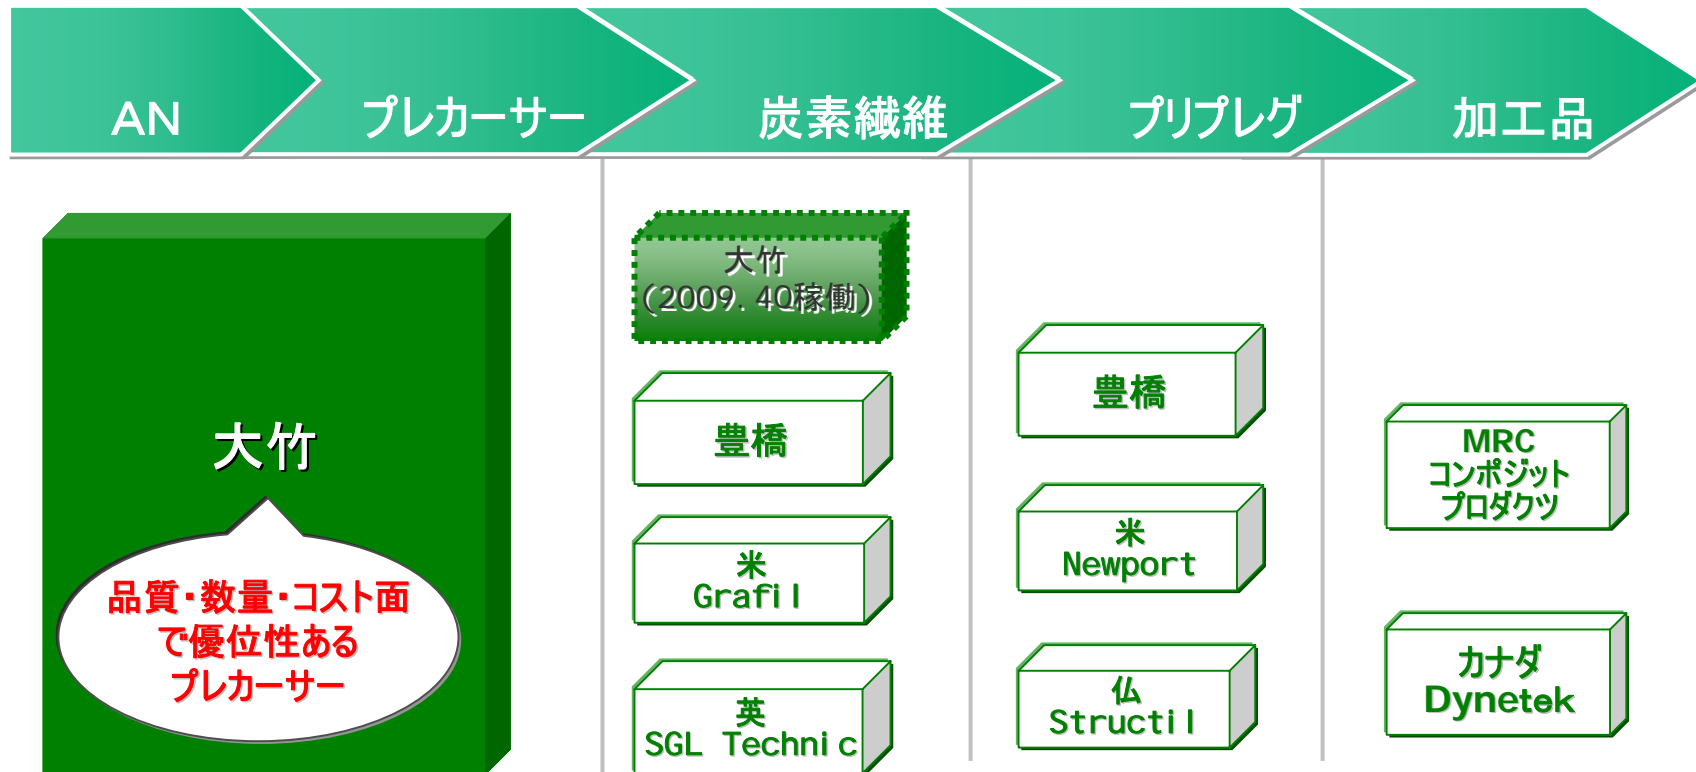 AN
プレカーサー
炭素繊維
プリプレグ
加工品
大竹
品質・数量・コスト面
で優位性ある
プレカーサー
大竹
(2009.4Q稼働)
豊橋
米
Grafil
英
SGL Technic
豊橋
米
Newport
仏
Structil
MRC
コンポジット
プロダクツ
カナダ
Dynetek